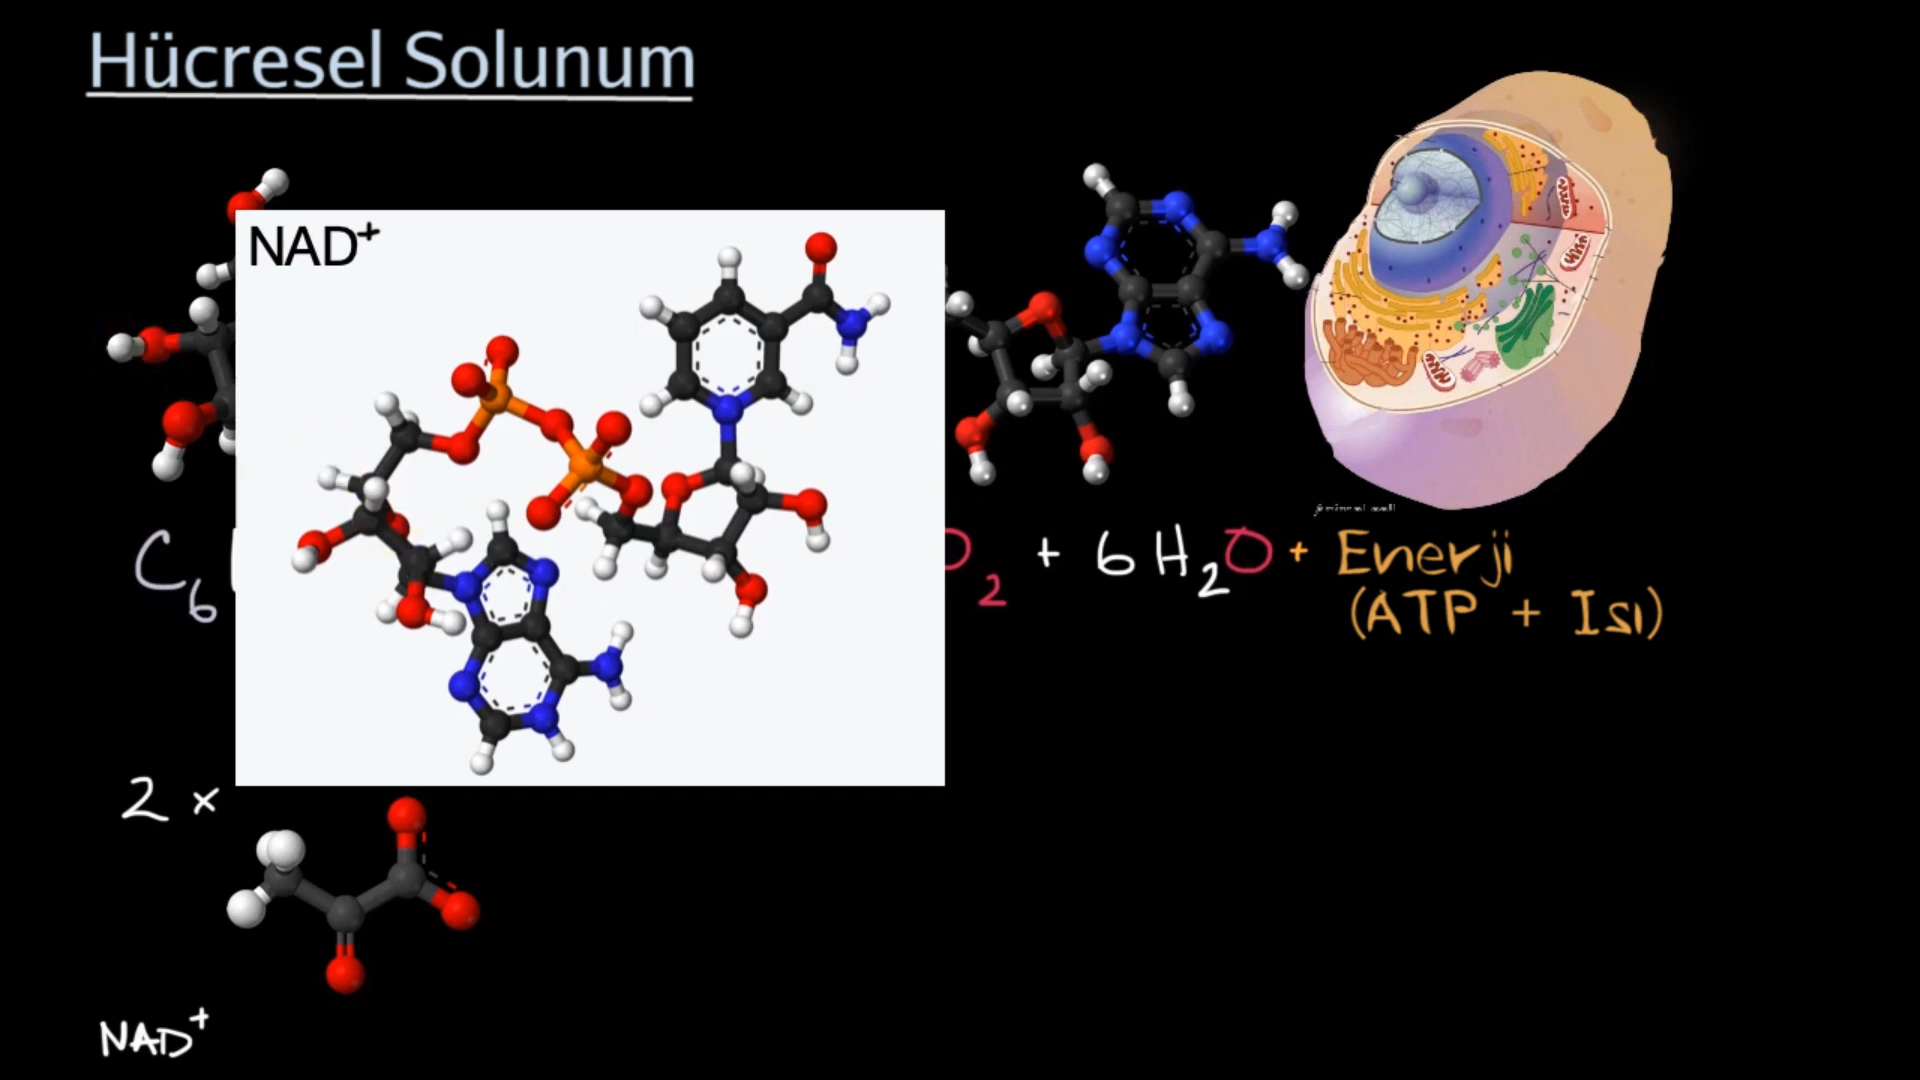 Hücresel Solunum
NAD⁺
C₆
O₂ + 6 H₂O + Enerji
(ATP + Isı)
2 ×
NAD⁺